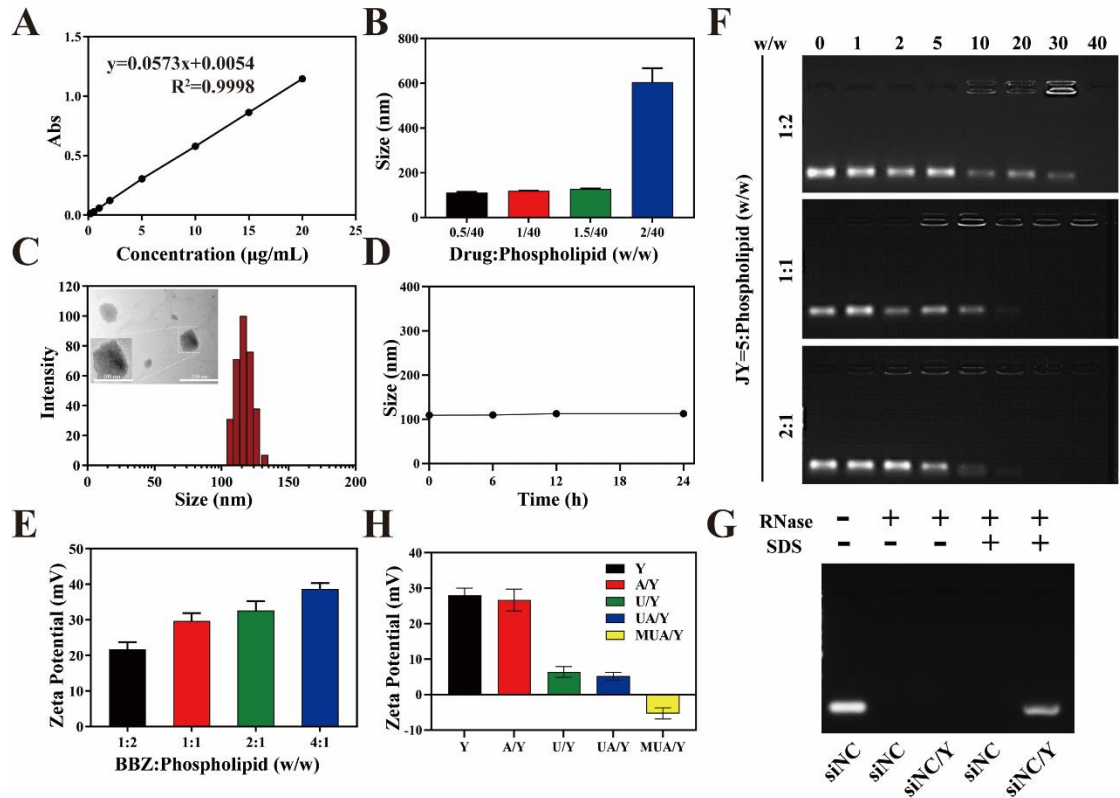 A
1.5
1.0
0.5
0.0
Abs
y=0.0573x+0.0054
R²=0.9998
0 5 10 15 20 25
Concentration (µg/mL)
B
800
600
400
200
0
Size (nm)
0.5/40 1/40 1.5/40 2/40
Drug:Phospholipid (w/w)
C
120
100
80
60
40
20
0
Intensity
0 50 100 150 200
Size (nm)
D
400
300
200
100
0
Size (nm)
0 6 12 18 24
Time (h)
E
50
40
30
20
10
0
Zeta Potential (mV)
1:2 1:1 2:1 4:1
BBZ:Phospholipid (w/w)
H
40
30
20
10
0
-10
Zeta Potential (mV)
Y
A/Y
U/Y
UA/Y
MUA/Y
Y A/Y U/Y UA/Y MUA/Y
F
w/w 0 1 2 5 10 20 30 40
JY=5:Phospholipid (w/w)
1:2
1:1
2:1
G
RNase - + + + +
SDS - - - + +
siNC siNC siNC/Y siNC siNC/Y